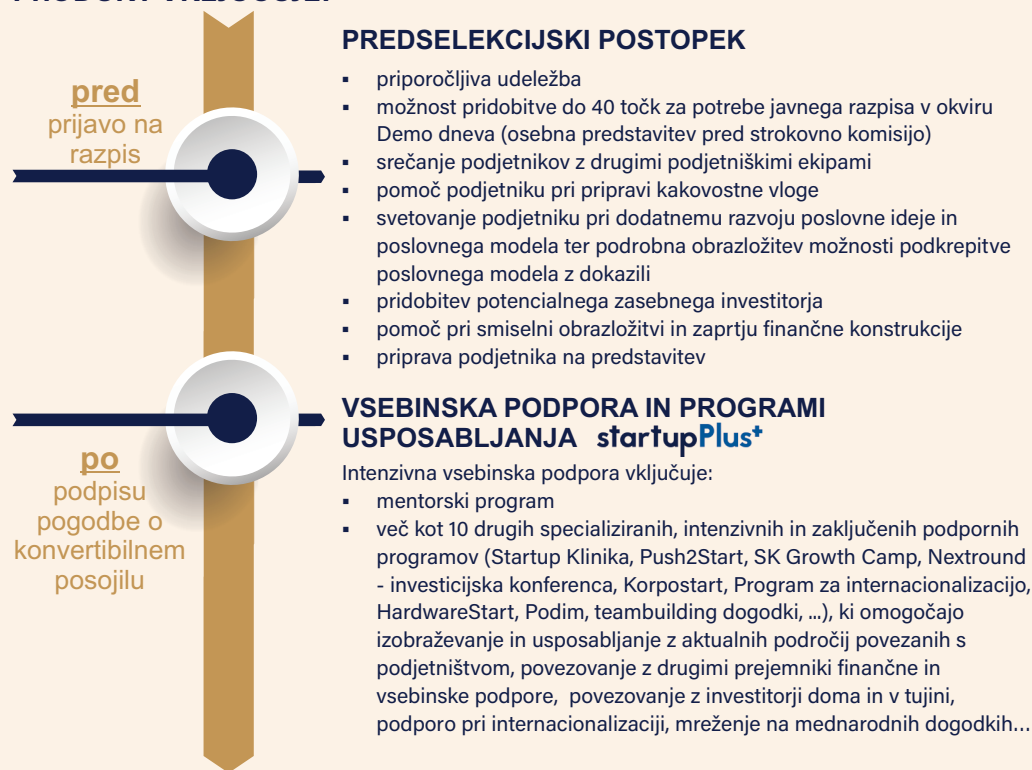 PREDSELEKCIJSKI POSTOPEK
▪ priporočljiva udeležba
▪ možnost pridobitve do 40 točk za potrebe javnega razpisa v okviru
Demo dneva (osebna predstavitev pred strokovno komisijo)
▪ srečanje podjetnikov z drugimi podjetniškimi ekipami
▪ pomoč podjetniku pri pripravi kakovostne vloge
▪ svetovanje podjetniku pri dodatnemu razvoju poslovne ideje in
poslovnega modela ter podrobna obrazložitev možnosti podkrepitve
poslovnega modela z dokazili
▪ pridobitev potencialnega zasebnega investitorja
▪ pomoč pri smiselni obrazložitvi in zaprtju finančne konstrukcije
▪ priprava podjetnika na predstavitev
pred
prijavo na
razpis
VSEBINSKA PODPORA IN PROGRAMI
USPOSABLJANJA startupPlus+
Intenzivna vsebinska podpora vključuje:
▪ mentorski program
▪ več kot 10 drugih specializiranih, intenzivnih in zaključenih podpornih
programov (Startup Klinika, Push2Start, SK Growth Camp, Nextround
- investicijska konferenca, Korpostart, Program za internacionalizacijo,
HardwareStart, Podim, teambuilding dogodki, ...), ki omogočajo
izobraževanje in usposabljanje z aktualnih področij povezanih s
podjetništvom, povezovanje z drugimi prejemniki finančne in
vsebinske podpore, povezovanje z investitorji doma in v tujini,
podporo pri internacionalizaciji, mreženje na mednarodnih dogodkih...
po
podpisu
pogodbe o
konvertibilnem
posojilu